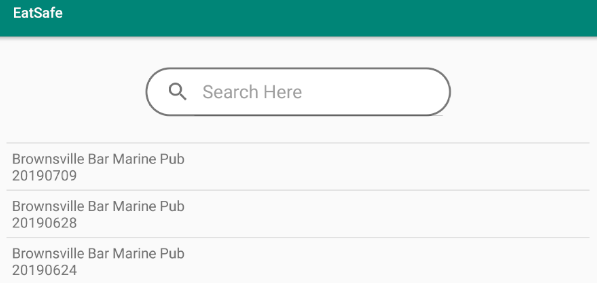 EatSafe
Search Here
Brownsville Bar Marine Pub
20190709
Brownsville Bar Marine Pub
20190628
Brownsville Bar Marine Pub
20190624